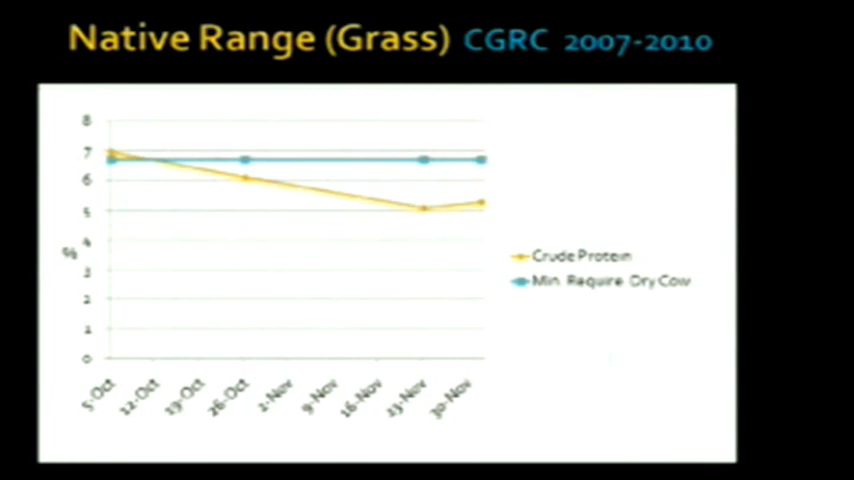 Native Range (Grass) CGRC 2007-2010
8
7
6
5
4
3
2
1
0
%
5-Oct
12-Oct
19-Oct
26-Oct
2-Nov
9-Nov
16-Nov
23-Nov
30-Nov
Crude Protein
Min Require Dry Cow